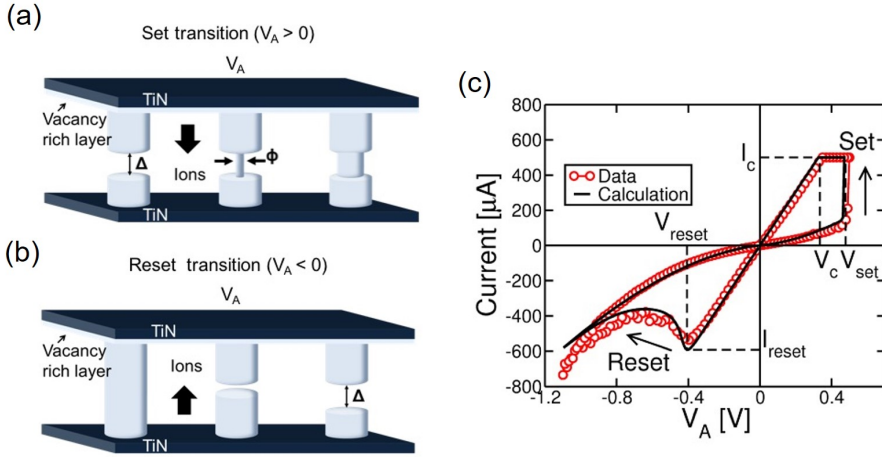 (a)
Set transition (V_A > 0)
V_A
TiN
Vacancy
rich layer
Δ
Ions
ϕ
TiN
(b)
Reset transition (V_A < 0)
V_A
TiN
Vacancy
rich layer
Ions
Δ
TiN
(c)
800
600
400
200
0
-200
-400
-600
-800
Current [µA]
I_c
Set
Data
Calculation
V_reset
V_c
V_set
Reset
I_reset
-1.2
-0.8
-0.4
0
0.4
V_A [V]